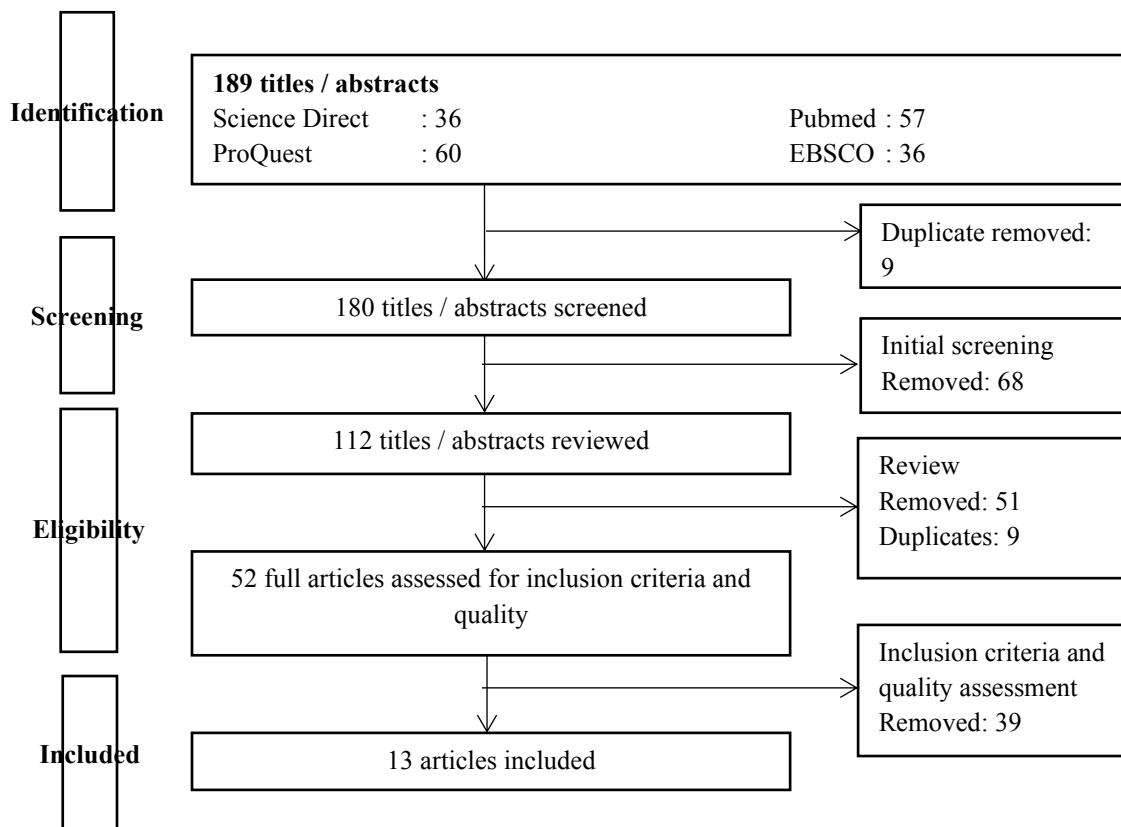 Identification
189 titles / abstracts
Science Direct : 36 Pubmed : 57
ProQuest : 60 EBSCO : 36
Duplicate removed:
9
Screening
180 titles / abstracts screened
Initial screening
Removed: 68
Eligibility
112 titles / abstracts reviewed
Review
Removed: 51
Duplicates: 9
52 full articles assessed for inclusion criteria and
quality
Inclusion criteria and
quality assessment
Removed: 39
Included
13 articles included